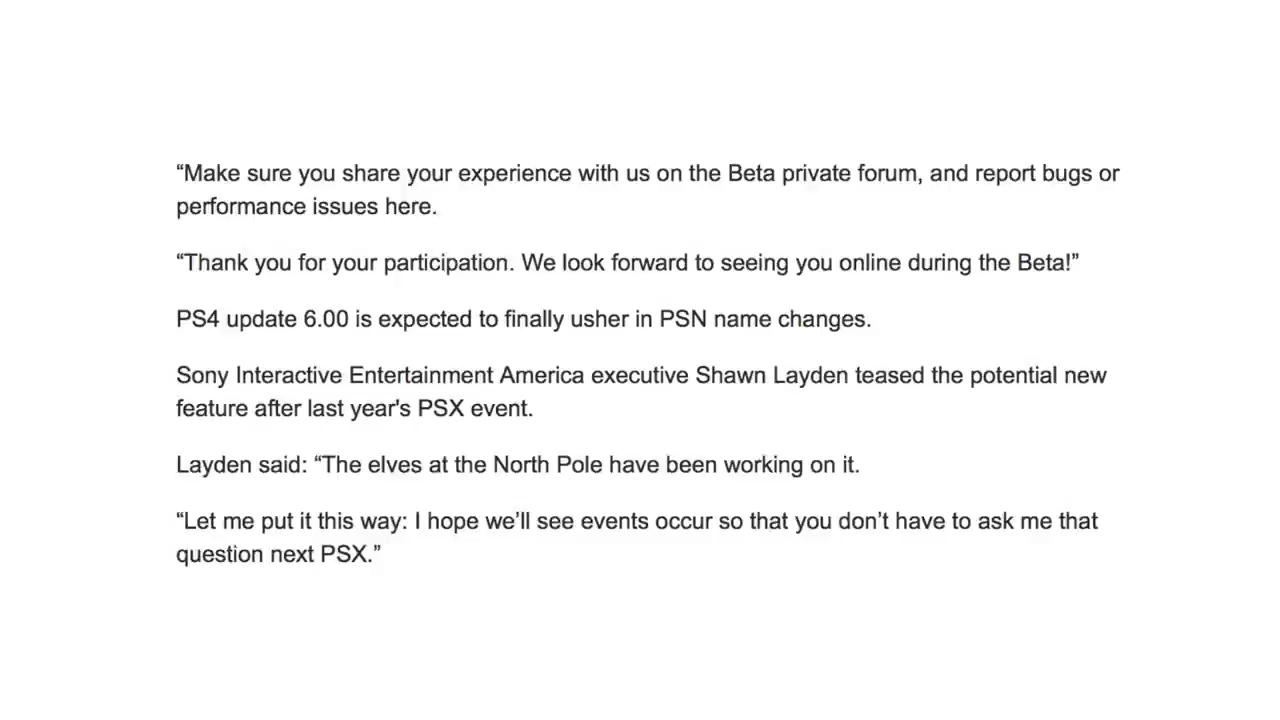 “Make sure you share your experience with us on the Beta private forum, and report bugs or
performance issues here.
“Thank you for your participation. We look forward to seeing you online during the Beta!”
PS4 update 6.00 is expected to finally usher in PSN name changes.
Sony Interactive Entertainment America executive Shawn Layden teased the potential new
feature after last year's PSX event.
Layden said: “The elves at the North Pole have been working on it.
“Let me put it this way: I hope we’ll see events occur so that you don’t have to ask me that
question next PSX.”